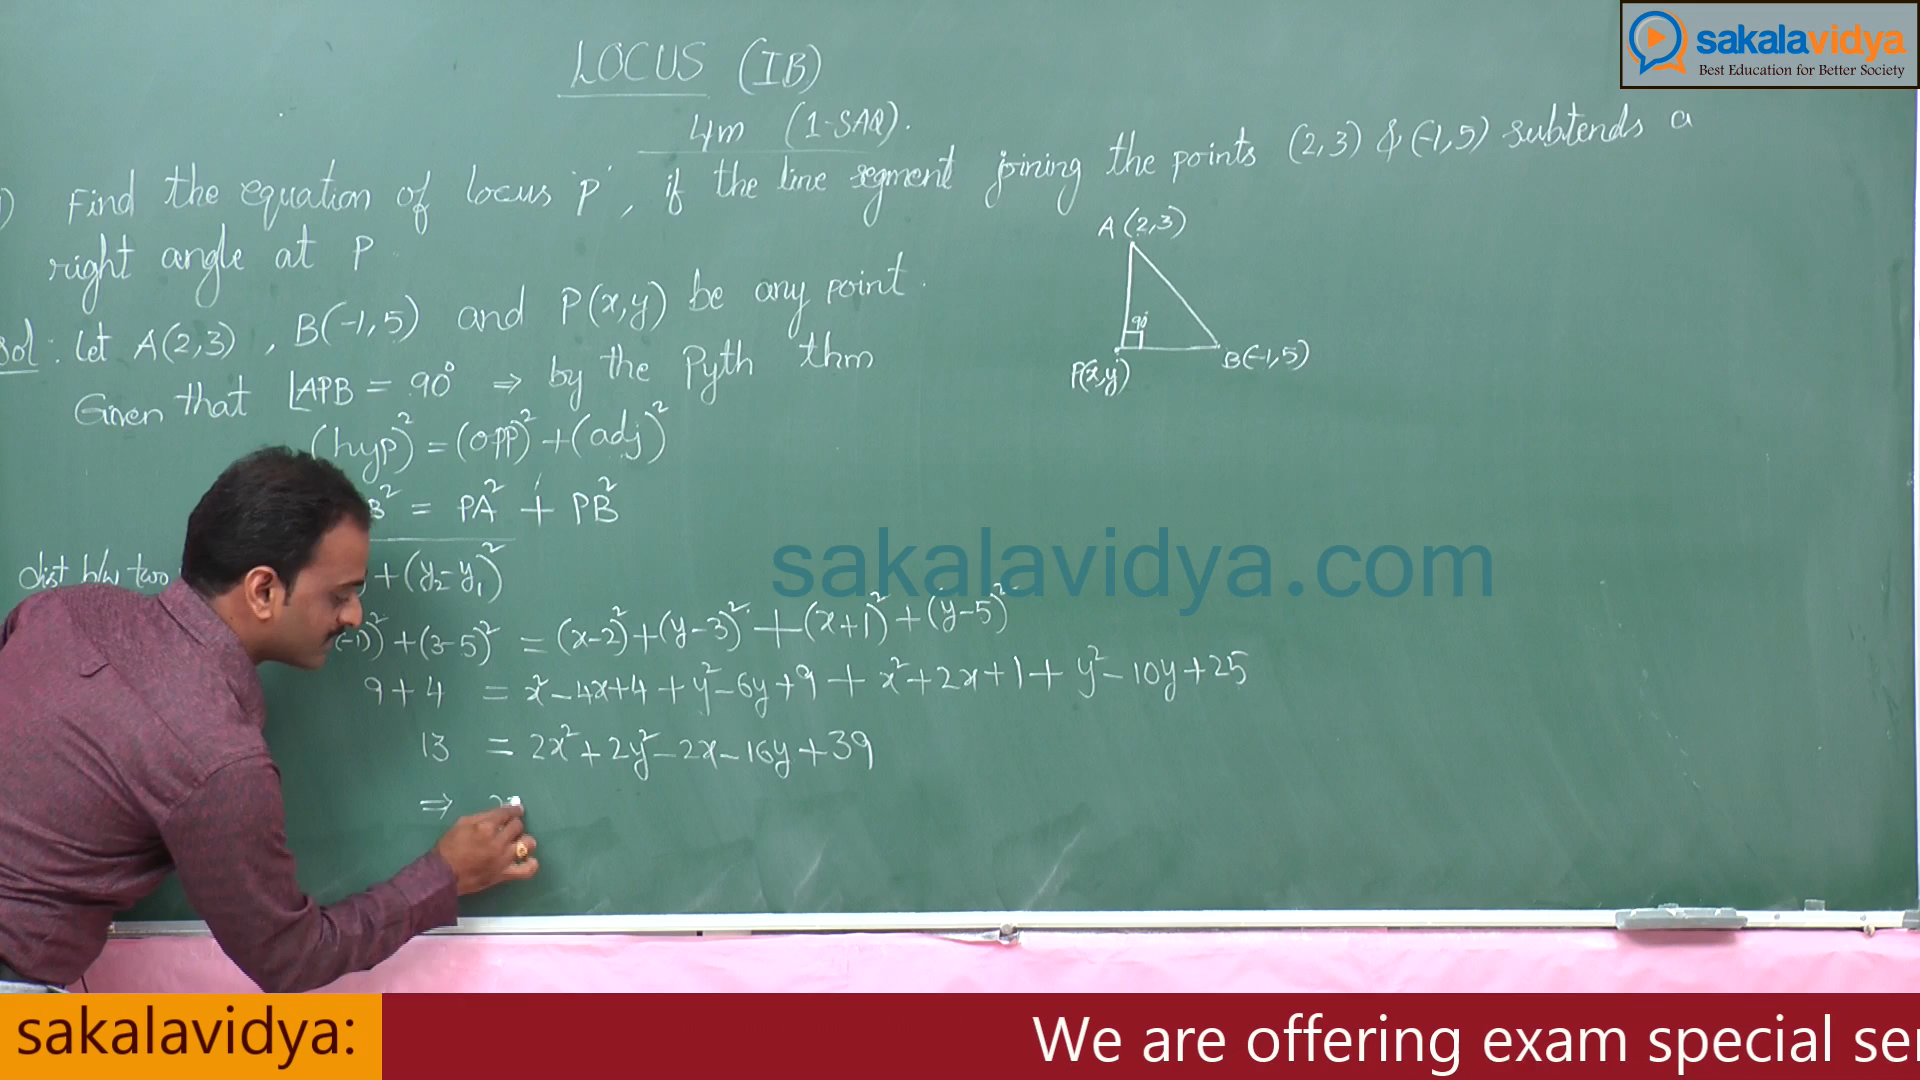 sakalavidya
Best Education for Better Society
LOCUS (IB)
4m (1-SAQ).
Find the equation of locus 'P', if the line segment joining the points (2,3) & (-1,5) subtends a
right angle at P
A (2,3)
90°
P(x,y)
B(-1,5)
Sol: Let A(2,3), B(-1,5) and P(x,y) be any point.
Given that ∟APB = 90° ⇒ by the Pyth thm
(hyp)² = (opp)² + (adj)²
B² = PA² + PB²
dist b/w two + (y₂-y₁)²
(-1))² + (3-5)² = (x-2)² + (y-3)² + (x+1)² + (y-5)²
9+4 = x²-4x+4 + y²-6y+9 + x²+2x+1 + y²-10y+25
13 = 2x²+2y²-2x-16y+39
⇒
sakalavidya.com
sakalavidya: We are offering exam special se